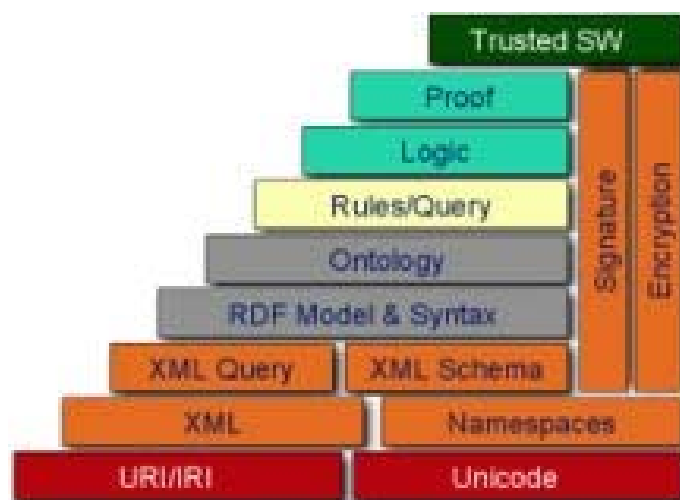 Trusted SW
Proof
Logic
Rules/Query
Ontology
RDF Model & Syntax
XML Query
XML Schema
XML
Namespaces
URI/IRI
Unicode
Signature
Encryption